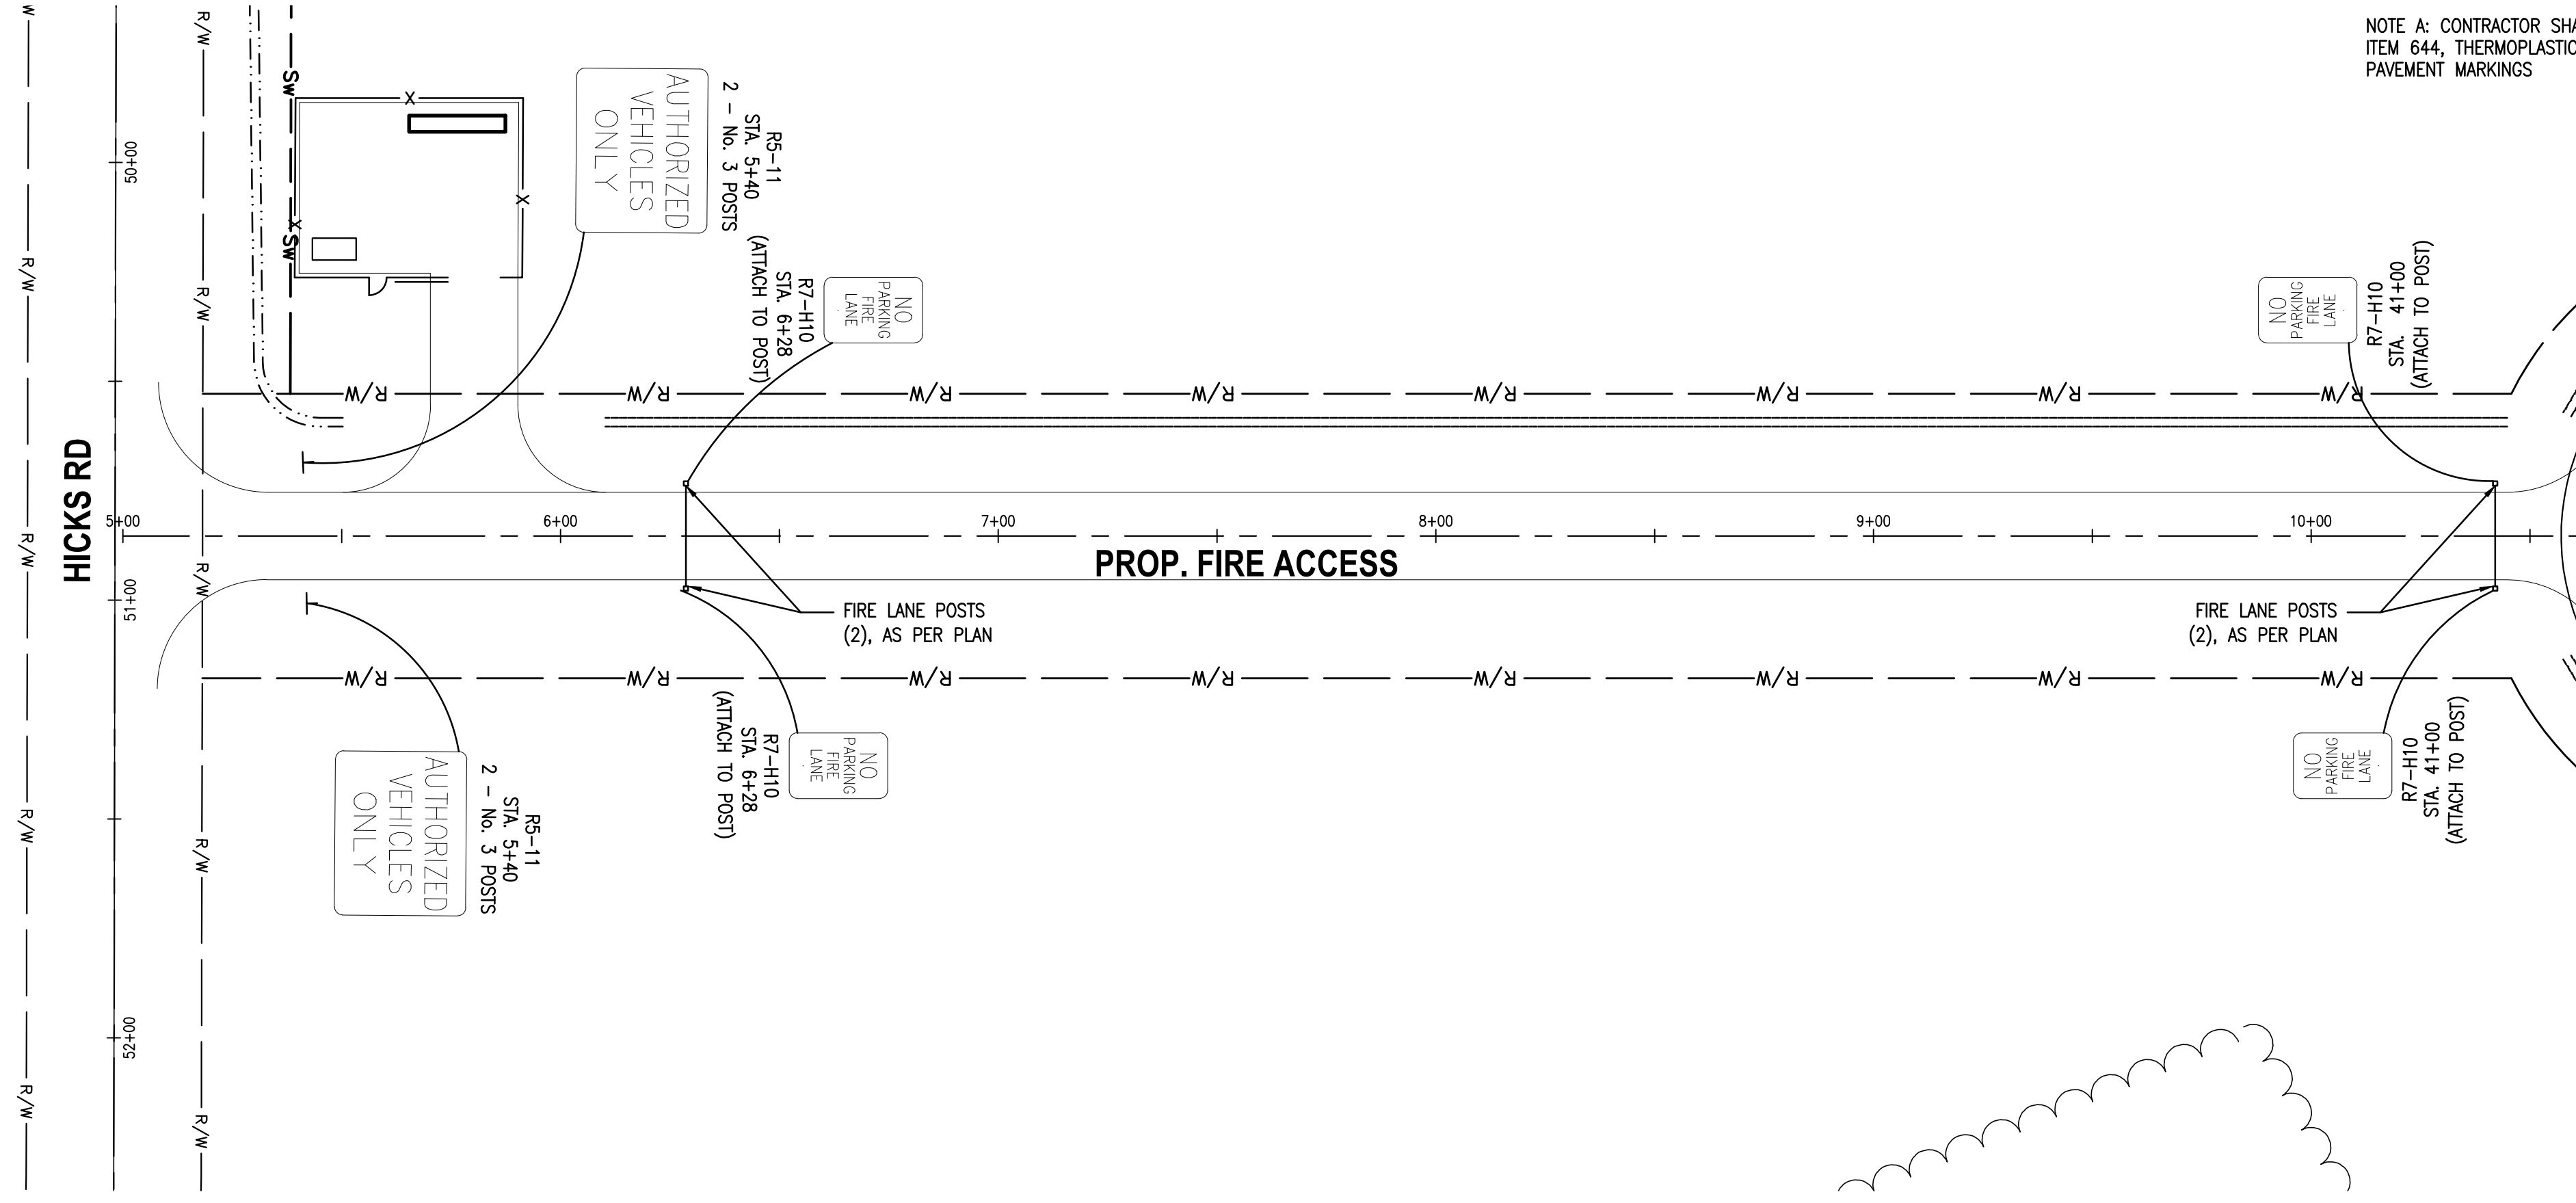 NOTE A: CONTRACTOR SHA
ITEM 644, THERMOPLASTIC
PAVEMENT MARKINGS
HICKS RD
50+00
51+00
52+00
W
R/W
R/W
R/W
R/W
R/W
R/W
R/W
R/W
R/W
R/W
SW
SW
X
X
X
AUTHORIZED
VEHICLES
ONLY
R5-11
STA. 5+40
2 - No. 3 POSTS
NO
PARKING
FIRE
LANE
R7-H10
STA. 6+28
(ATTACH TO POST)
NO
PARKING
FIRE
LANE
R7-H10
STA. 41+00
(ATTACH TO POST)
R/W R/W R/W R/W R/W R/W R/W R/W
5+00 6+00 7+00 8+00 9+00 10+00
PROP. FIRE ACCESS
FIRE LANE POSTS
(2), AS PER PLAN
FIRE LANE POSTS
(2), AS PER PLAN
R/W R/W R/W R/W R/W R/W R/W R/W
AUTHORIZED
VEHICLES
ONLY
R5-11
STA. 5+40
2 - No. 3 POSTS
NO
PARKING
FIRE
LANE
R7-H10
STA. 6+28
(ATTACH TO POST)
NO
PARKING
FIRE
LANE
R7-H10
STA. 41+00
(ATTACH TO POST)